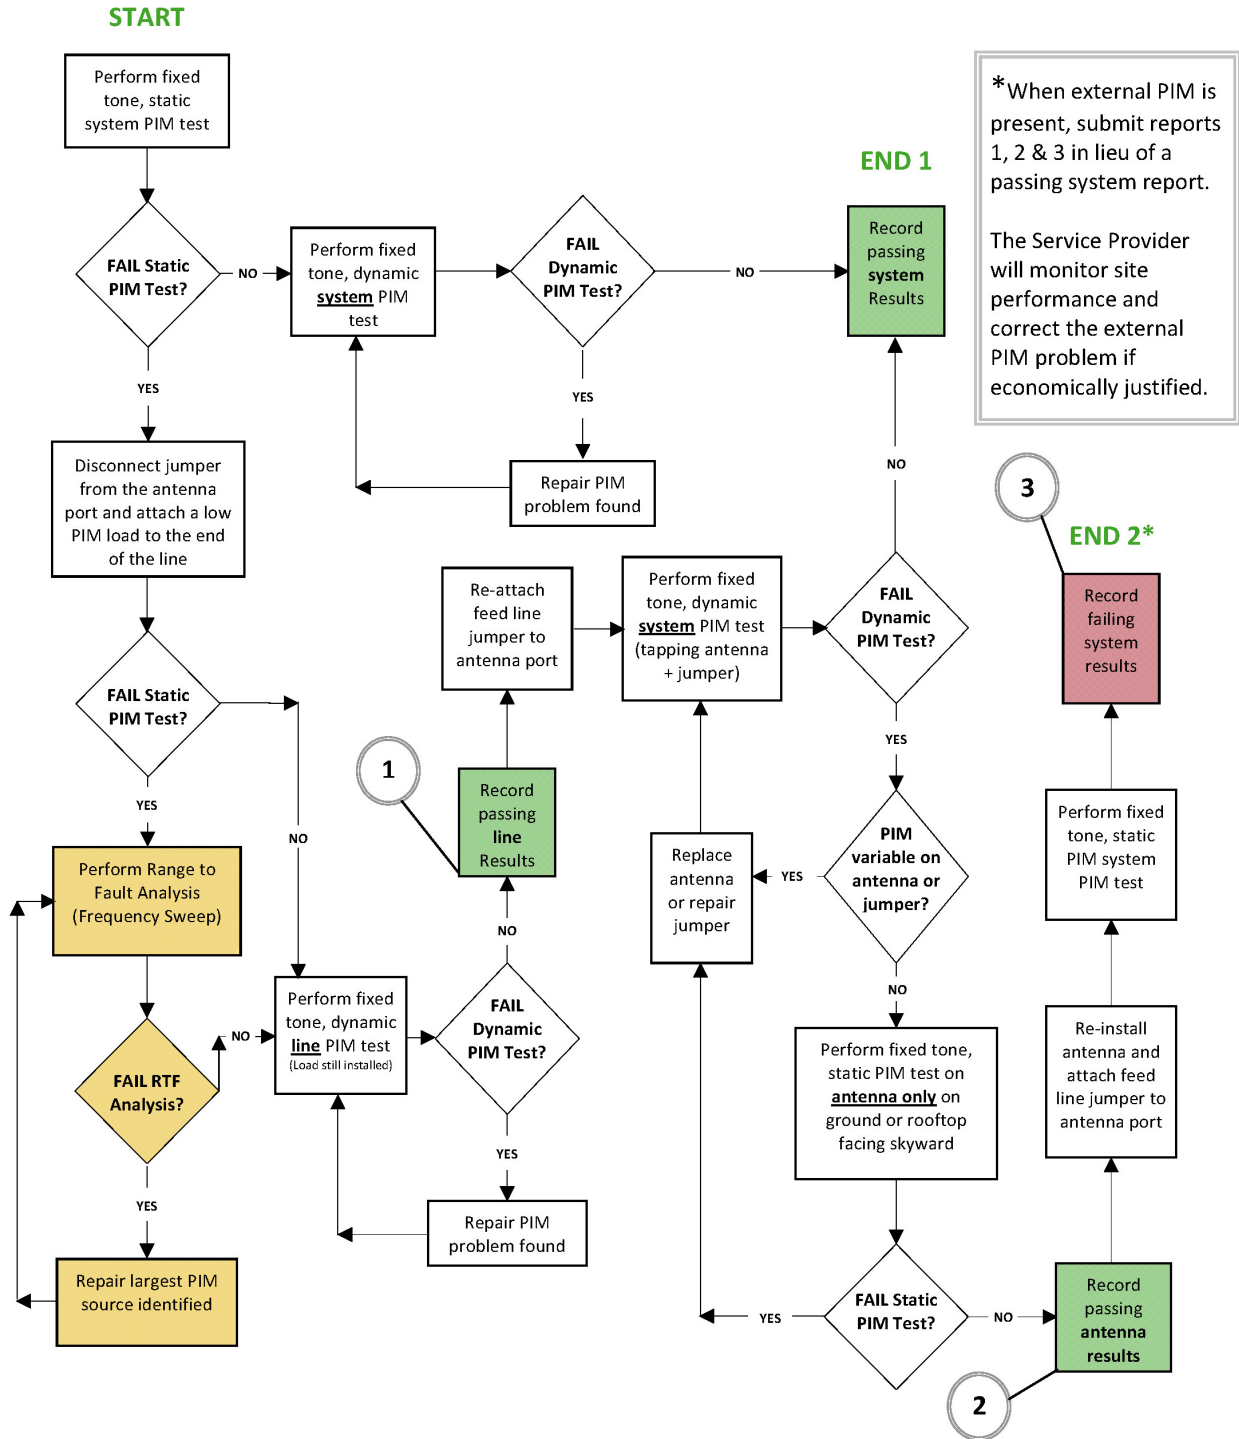 START
Perform fixed
tone, static
system PIM test
*When external PIM is
present, submit reports
1, 2 & 3 in lieu of a
passing system report.
The Service Provider
will monitor site
performance and
correct the external
PIM problem if
economically justified.
END 1
FAIL Static
PIM Test?
NO
Perform fixed
tone, dynamic
system PIM
test
FAIL
Dynamic
PIM Test?
NO
Record
passing
system
Results
YES
YES
Repair PIM
problem found
NO
Disconnect jumper
from the antenna
port and attach a low
PIM load to the end
of the line
3
END 2*
Re-attach
feed line
jumper to
antenna port
Perform fixed
tone, dynamic
system PIM test
(tapping antenna
+ jumper)
FAIL
Dynamic
PIM Test?
Record
failing
system
results
FAIL Static
PIM Test?
YES
NO
YES
1
Record
passing
line
Results
Replace
antenna
or repair
jumper
YES
PIM
variable on
antenna or
jumper?
Perform fixed
tone, static
PIM system
PIM test
Perform Range to
Fault Analysis
(Frequency Sweep)
NO
NO
FAIL RTF
Analysis?
NO
Perform fixed
tone, dynamic
line PIM test
(Load still installed)
FAIL
Dynamic
PIM Test?
Perform fixed tone,
static PIM test on
antenna only on
ground or rooftop
facing skyward
Re-install
antenna and
attach feed
line jumper to
antenna port
YES
YES
Repair PIM
problem found
Repair largest PIM
source identified
YES
FAIL Static
PIM Test?
NO
Record
passing
antenna
results
2